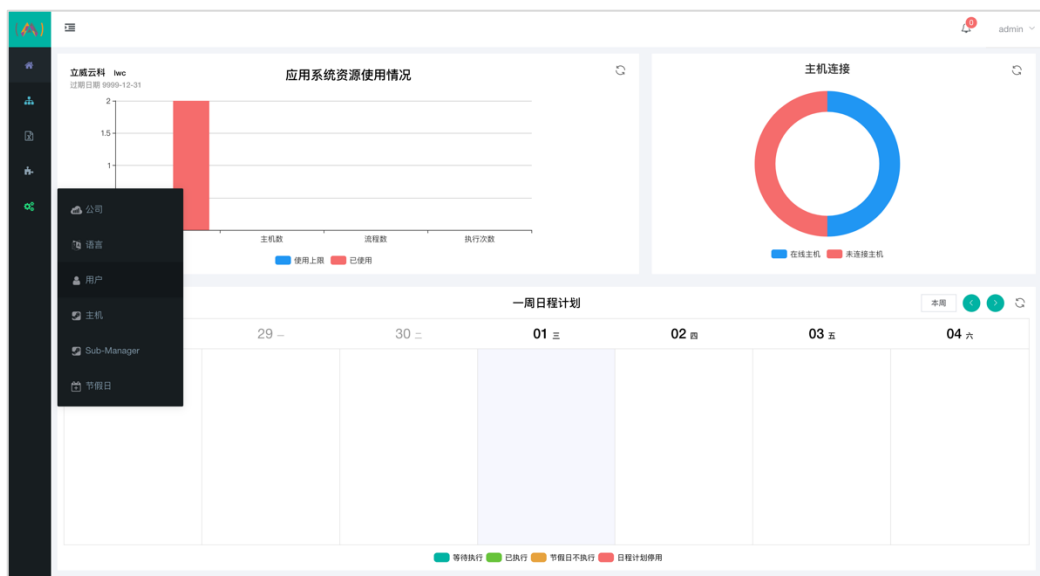 0
admin
立威云科 lwc
过期日期 9999-12-31
应用系统资源使用情况
2
1.5
1
主机数
流程数
执行次数
使用上限
已使用
主机连接
在线主机
未连接主机
公司
语言
用户
主机
Sub-Manager
节假日
一周日程计划
本周
29 一
30 二
01 三
02 四
03 五
04 六
等待执行
已执行
节假日不执行
日程计划停用